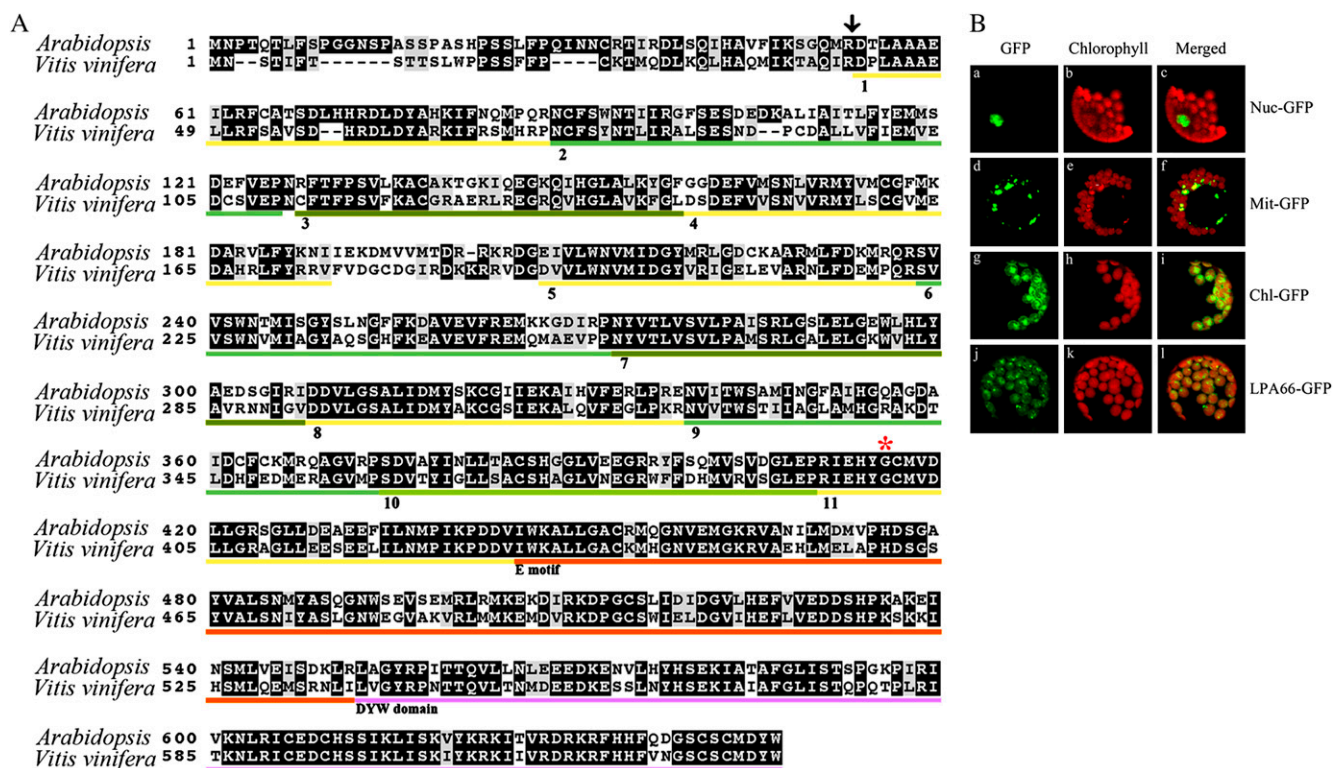 A
Arabidopsis 1 MNPTQTLFSPGGNSPASSPASHPSSLFPQINNCRTIRDLSQIHAVFIKSGQMRDTLAAAE
Vitis vinifera 1 MN--STIFT-----STTSLWPPSSFFP----CKTMQDLKQLHAQMIKTAQIRDPLAAAE
1
Arabidopsis 61 ILRFCATSDLHHRDLDYAHKIFNQMPQRNCFSWNTIIRGFSESDEDKALIAITLFYEMMS
Vitis vinifera 49 LLRFSAVSD--HRDLDYARKIFRSMHRPNCFSYNTLIRALSESND--PCDALLVFIEMVE
2
Arabidopsis 121 DEFVEPNRFTFPSVLKACAKTGKIQEGKQIHGLALKYGFGGDEFVMSNLVRMYVMCGFMK
Vitis vinifera 105 DCSVEPNCFTFPSVFKACGRAERLREGRQVHGLAVKFGLDSDEFVVSNVVRMYLSCGVME
3 4
Arabidopsis 181 DARVLFYKNIIEKDMVVMTDR-RKRDGEIVLWNVMIDGYMRLGDCKAARMLFDKMRQRSV
Vitis vinifera 165 DAHRLFYRRVFVDGCDGIRDKKRRVDGDVVLWNVMIDGYVRIGELEVARNLFDEMPQRSV
5 6
Arabidopsis 240 VSWNTMISGYSLNGFFKDAVEVFREMKKGDIRPNYVTLVSVLPAISRLGSLELGEWLHLY
Vitis vinifera 225 VSWNVMIAGYAQSGHFKEAVEVFREMQMAEVPPNYVTLVSVLPAMSRLGALELGKWVHLY
7
Arabidopsis 300 AEDSGIRIDDVLGSALIDMYSKCGIIEKAIHVFERLPRENVITWSAMINGFAIHGQAGDA
Vitis vinifera 285 AVRNNIGVDDVLGSALIDMYAKCGSIEKALQVFEGLPKRNVVTWSTIIAGLAMHGRAKDT
8 9
*
Arabidopsis 360 IDCFCKMRQAGVRPSDVAYINLLTACSHGGLVEEGRRYFSQMVSVDGLEPRIEHYGCMVD
Vitis vinifera 345 LDHFEDMERAGVMPSDVTYIGLLSACSHAGLVNEGRWFFDHMVRVSGLEPRIEHYGCMVD
10 11
Arabidopsis 420 LLGRSGLLDEAEEFILNMPIKPDDVIWKALLGACRMQGNVEMGKRVANILMDMVPHDSGA
Vitis vinifera 405 LLGRAGLLEESEELILNMPIKPDDVIWKALLGACKMHGNVEMGKRVAEHLMELAPHDSGS
E motif
Arabidopsis 480 YVALSNMYASQGNWSEVSEMRLRMKEKDIRKDPGCSLIDIDGVLHEFVVEDDSHPKAKEI
Vitis vinifera 465 YVALSNIYASLGNWEGVAKVRLMMKEMDVRKDPGCSWIELDGVIHEFLVEDDSHPKSKKI
Arabidopsis 540 NSMLVEISDKLRLAGYRPITTQVLLNLEEEDKENVLHYHSEKIATAFGLISTSPGKPIRI
Vitis vinifera 525 HSMLQEMSRNLILVGYRPNTTQVLTNMDEEDKESSLNYHSEKIAIAFGLISTQPQTPLRI
DYW domain
Arabidopsis 600 VKNLRICEDCHSSIKLISKVYKRKITVRDRKRFHHFQDGSCSCMDYW
Vitis vinifera 585 TKNLRICEDCHSSIKLISKIYKRKIIVRDRKRFHHFVNGSCSCMDYW
B
GFP Chlorophyll Merged
a b c Nuc-GFP
d e f Mit-GFP
g h i Chl-GFP
j k l LPA66-GFP